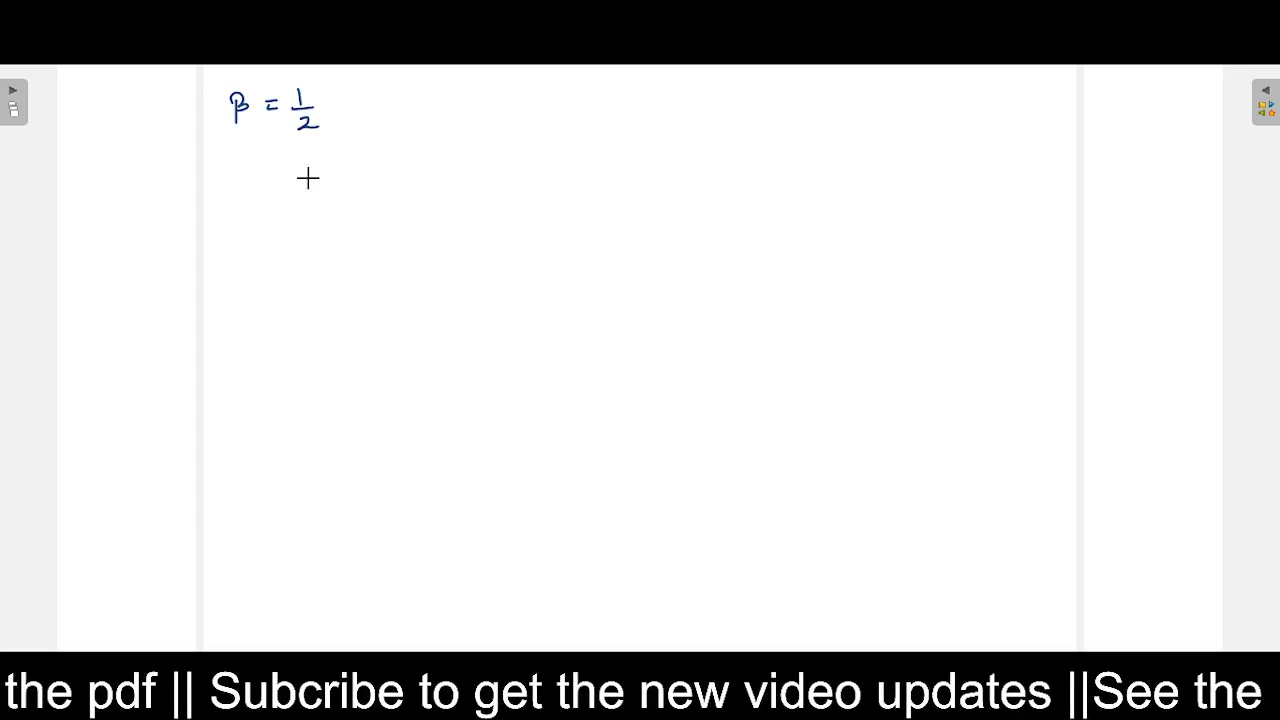 β = 1/2
the pdf || Subcribe to get the new video updates ||See the